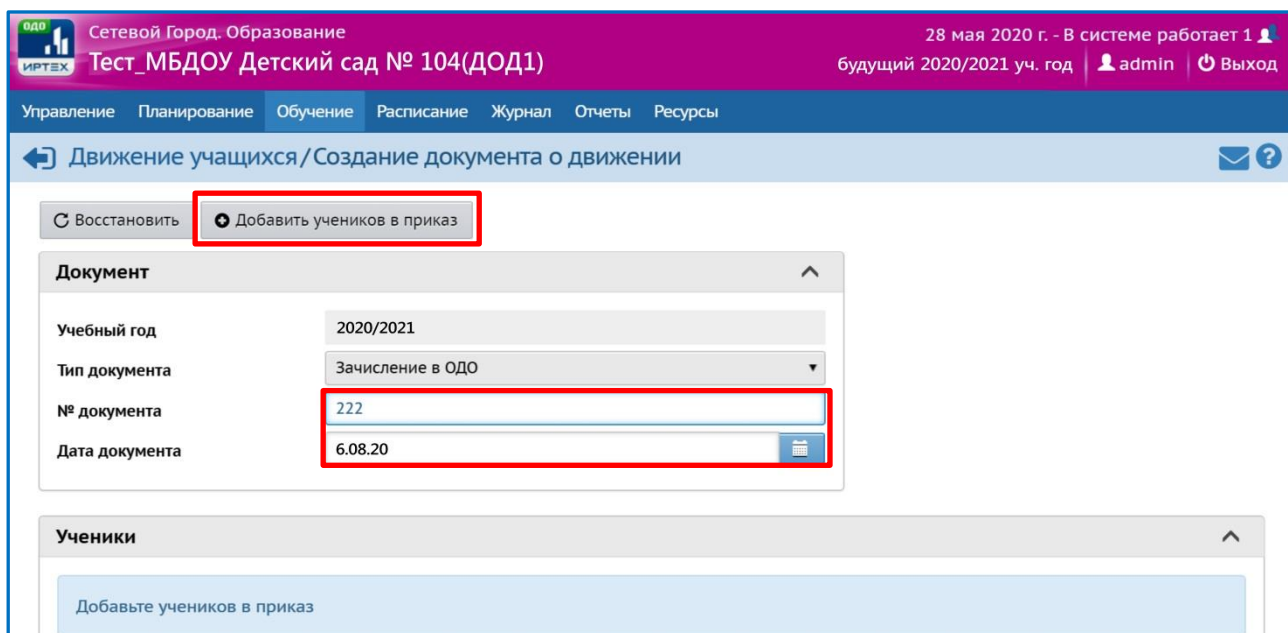 ОДО
ИРТЕХ
Сетевой Город. Образование
Тест_МБДОУ Детский сад № 104(ДОД1)
28 мая 2020 г. - В системе работает 1
будущий 2020/2021 уч. год admin Выход
Управление Планирование Обучение Расписание Журнал Отчеты Ресурсы
Движение учащихся/Создание документа о движении
Восстановить Добавить учеников в приказ
Документ
Учебный год 2020/2021
Тип документа Зачисление в ОДО
№ документа 222
Дата документа 6.08.20
Ученики
Добавьте учеников в приказ